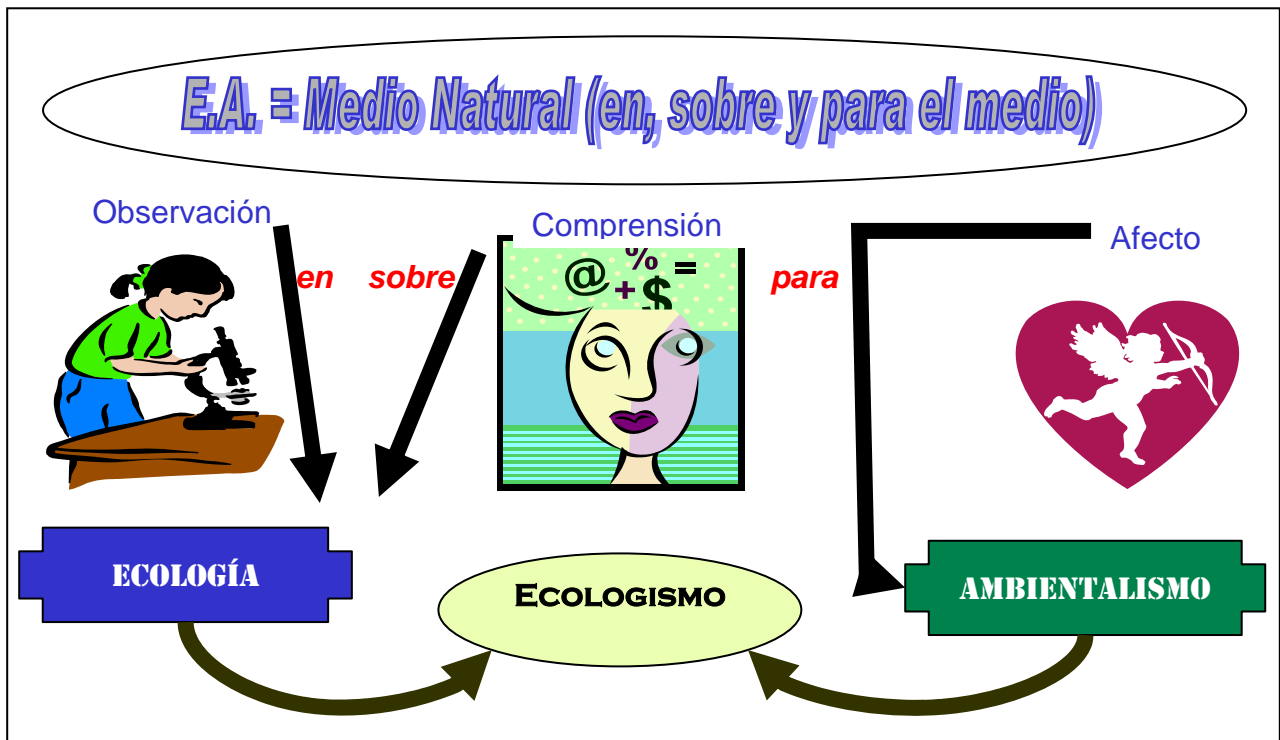 E.A. = Medio Natural (en, sobre y para el medio)
Observación
Comprensión
Afecto
en sobre
para
@ % = + $
ECOLOGÍA
ECOLOGISMO
AMBIENTALISMO